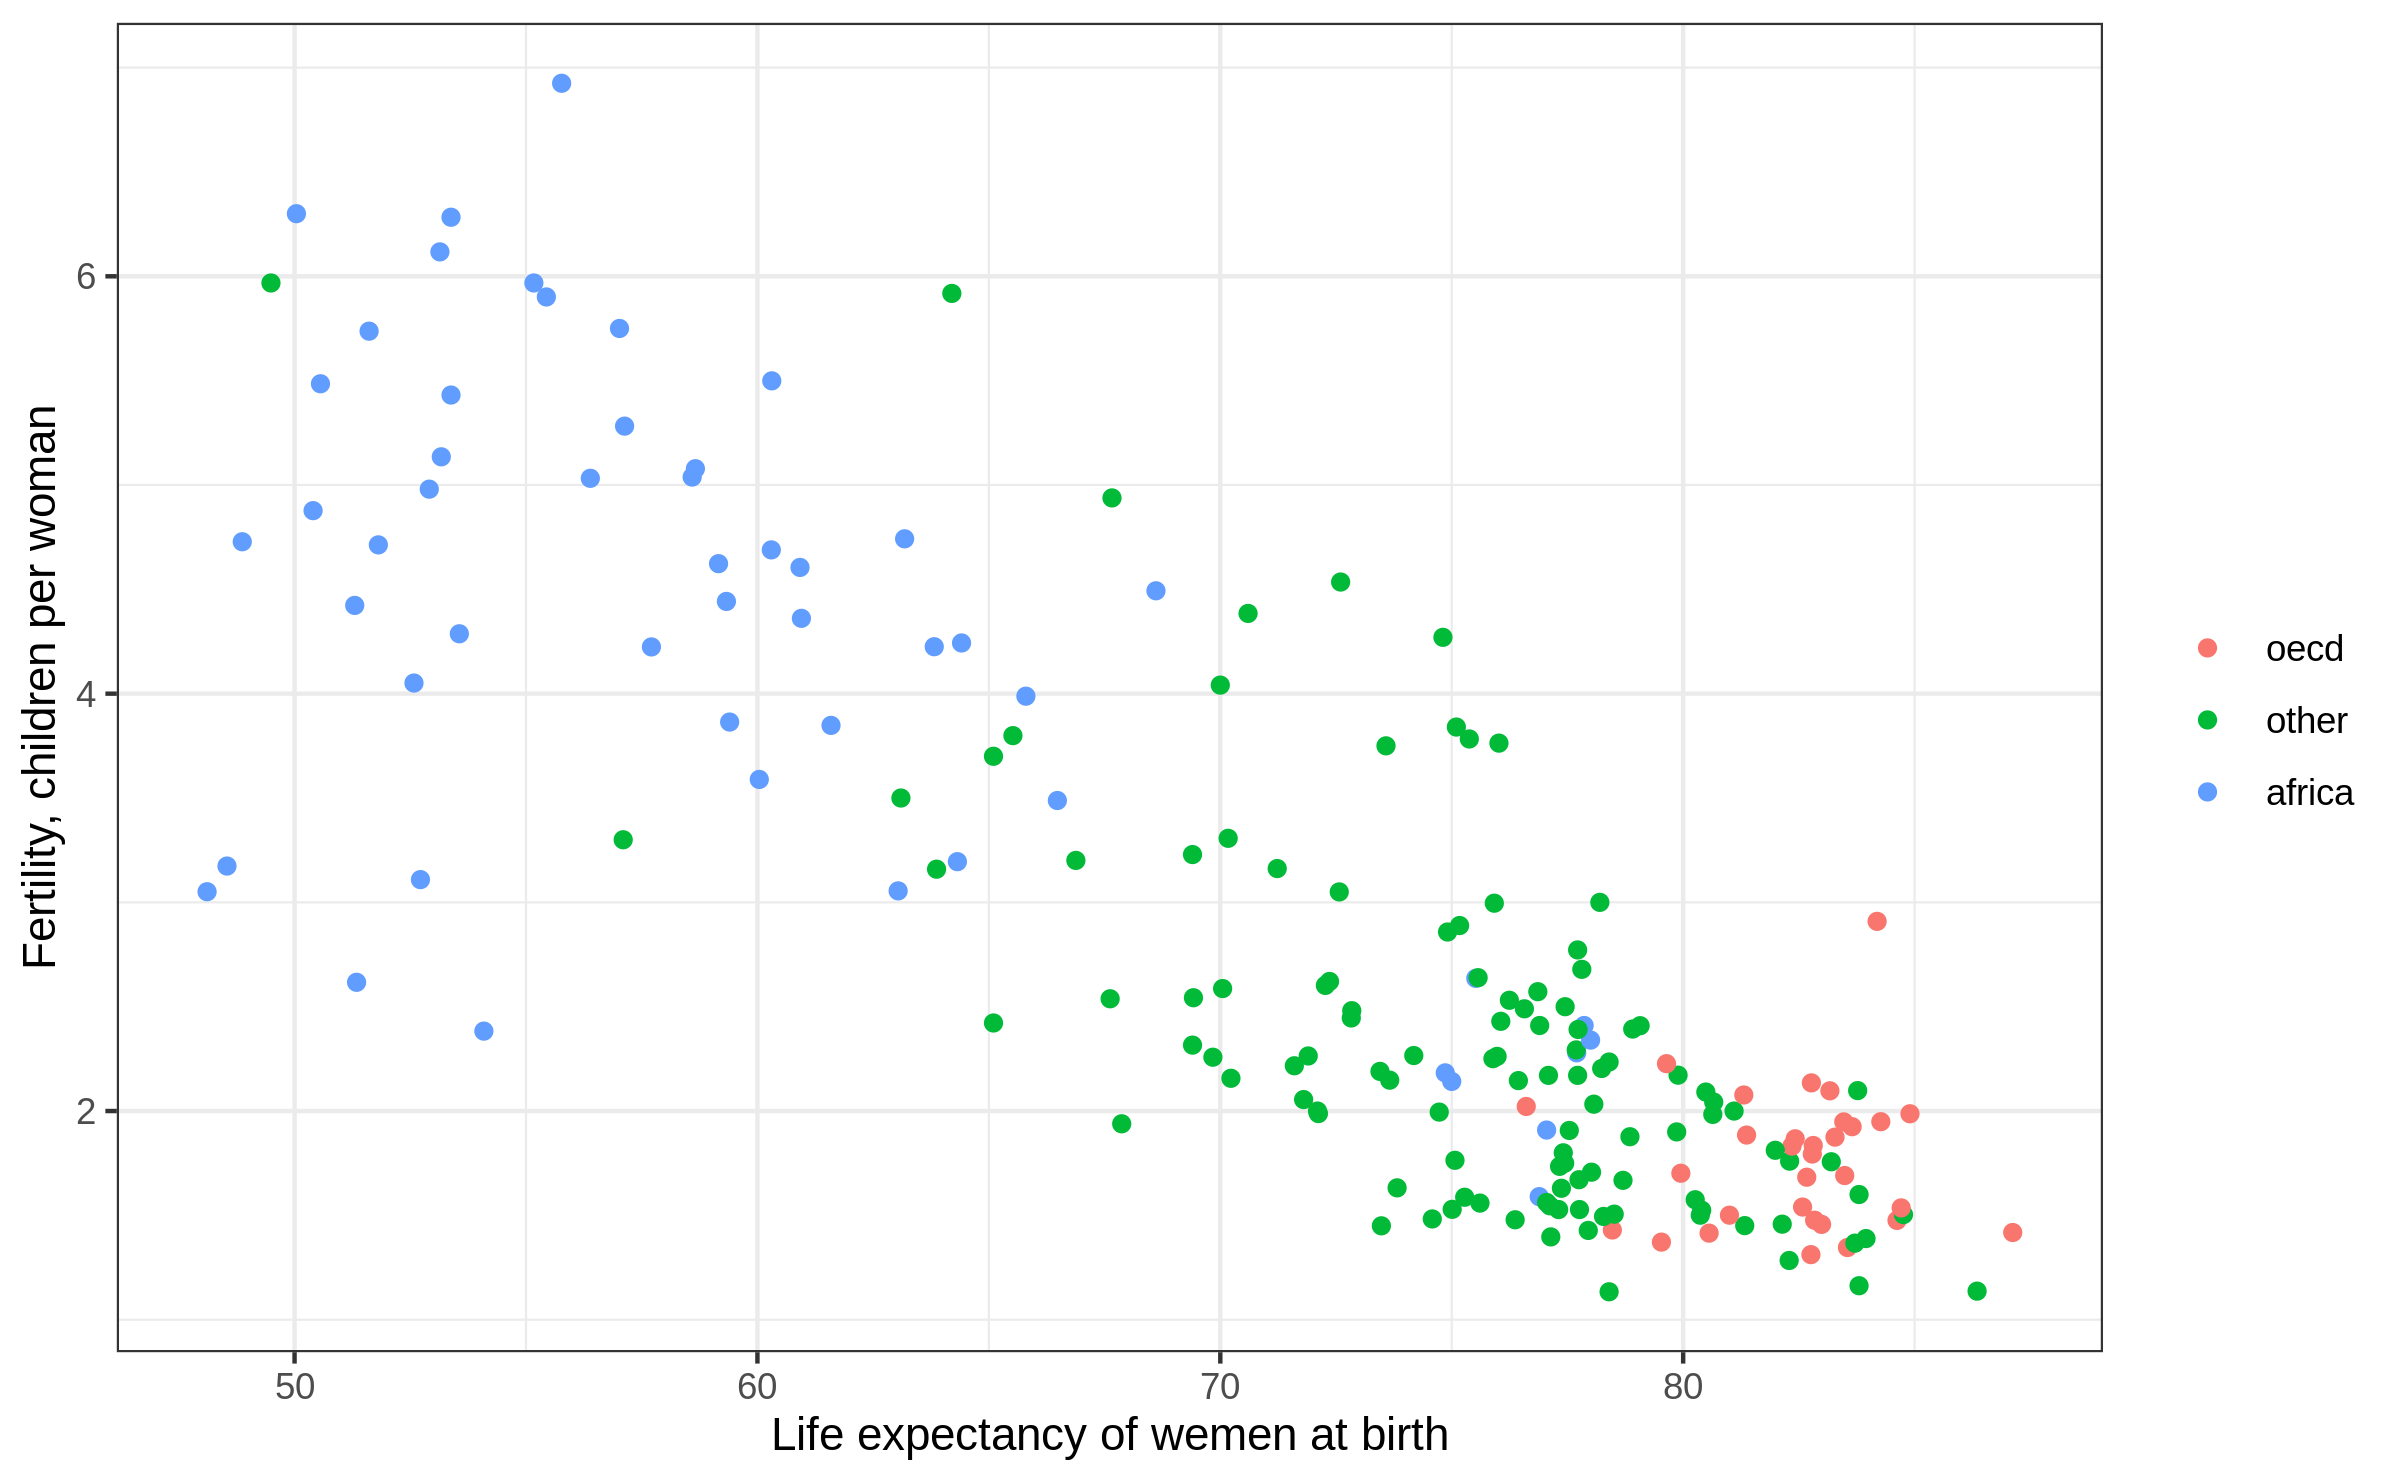 Fertility, children per woman
6
4
2
50 60 70 80
Life expectancy of wemen at birth
oecd
other
africa